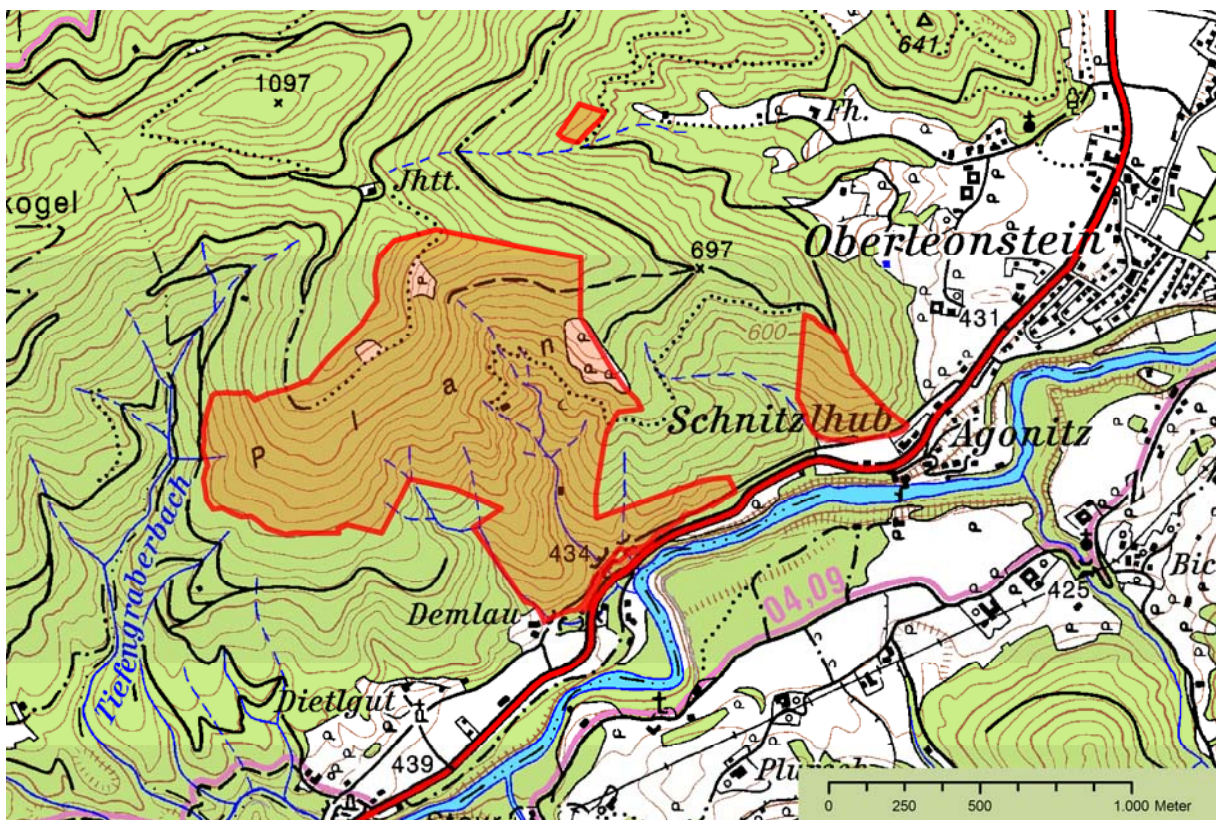 641
1097
Fh.
Jhtt.
kogel
697
Oberleonstein
600
431
n
a
l
P
Schnitzlhub
Agonitz
Tiefengraberbach
434
04,09
425
Bic
Demlau
Dietlgut
439
0 250 500 1.000 Meter